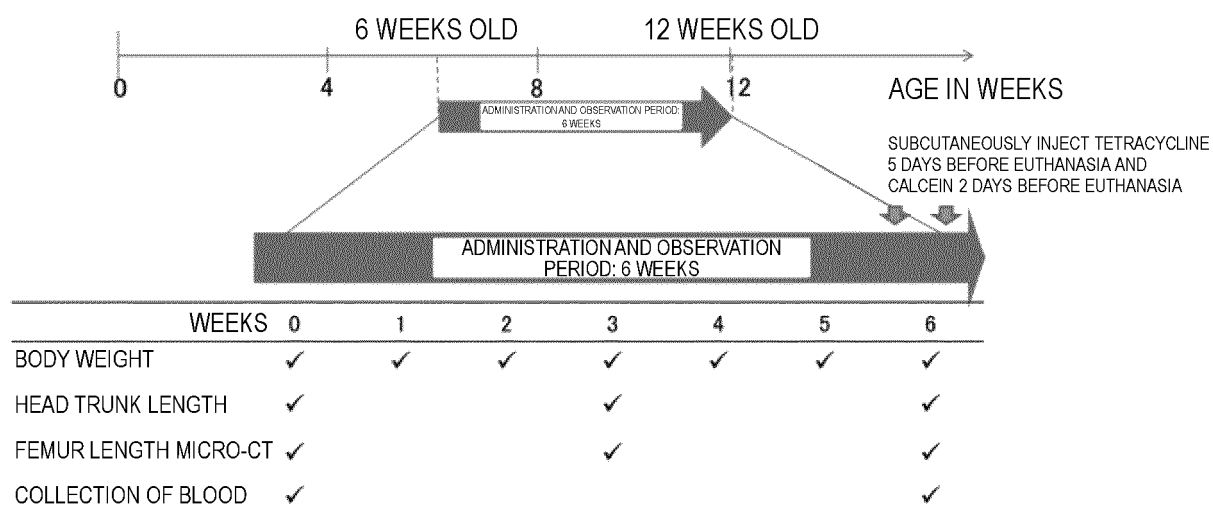 6 WEEKS OLD 12 WEEKS OLD
0 4 8 12
AGE IN WEEKS
ADMINISTRATION AND OBSERVATION PERIOD:
6 WEEKS
SUBCUTANEOUSLY INJECT TETRACYCLINE
5 DAYS BEFORE EUTHANASIA AND
CALCEIN 2 DAYS BEFORE EUTHANASIA
ADMINISTRATION AND OBSERVATION
PERIOD: 6 WEEKS
WEEKS 0 1 2 3 4 5 6
BODY WEIGHT ✓ ✓ ✓ ✓ ✓ ✓ ✓
HEAD TRUNK LENGTH ✓ ✓ ✓
FEMUR LENGTH MICRO-CT ✓ ✓ ✓
COLLECTION OF BLOOD ✓ ✓